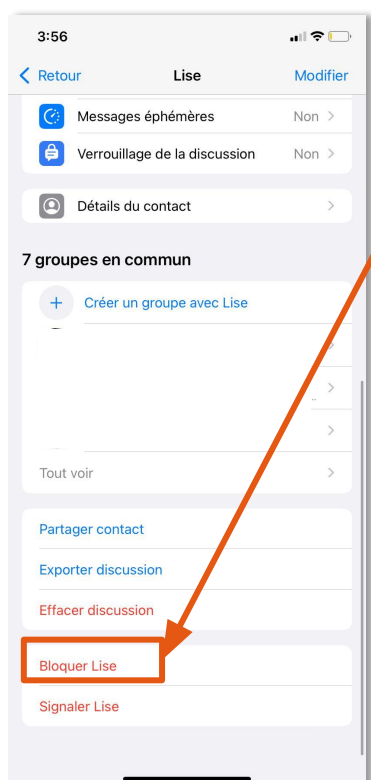 3:56
Retour Lise Modifier
Messages éphémères Non
Verrouillage de la discussion Non
Détails du contact
7 groupes en commun
Créer un groupe avec Lise
Tout voir
Partager contact
Exporter discussion
Effacer discussion
Bloquer Lise
Signaler Lise